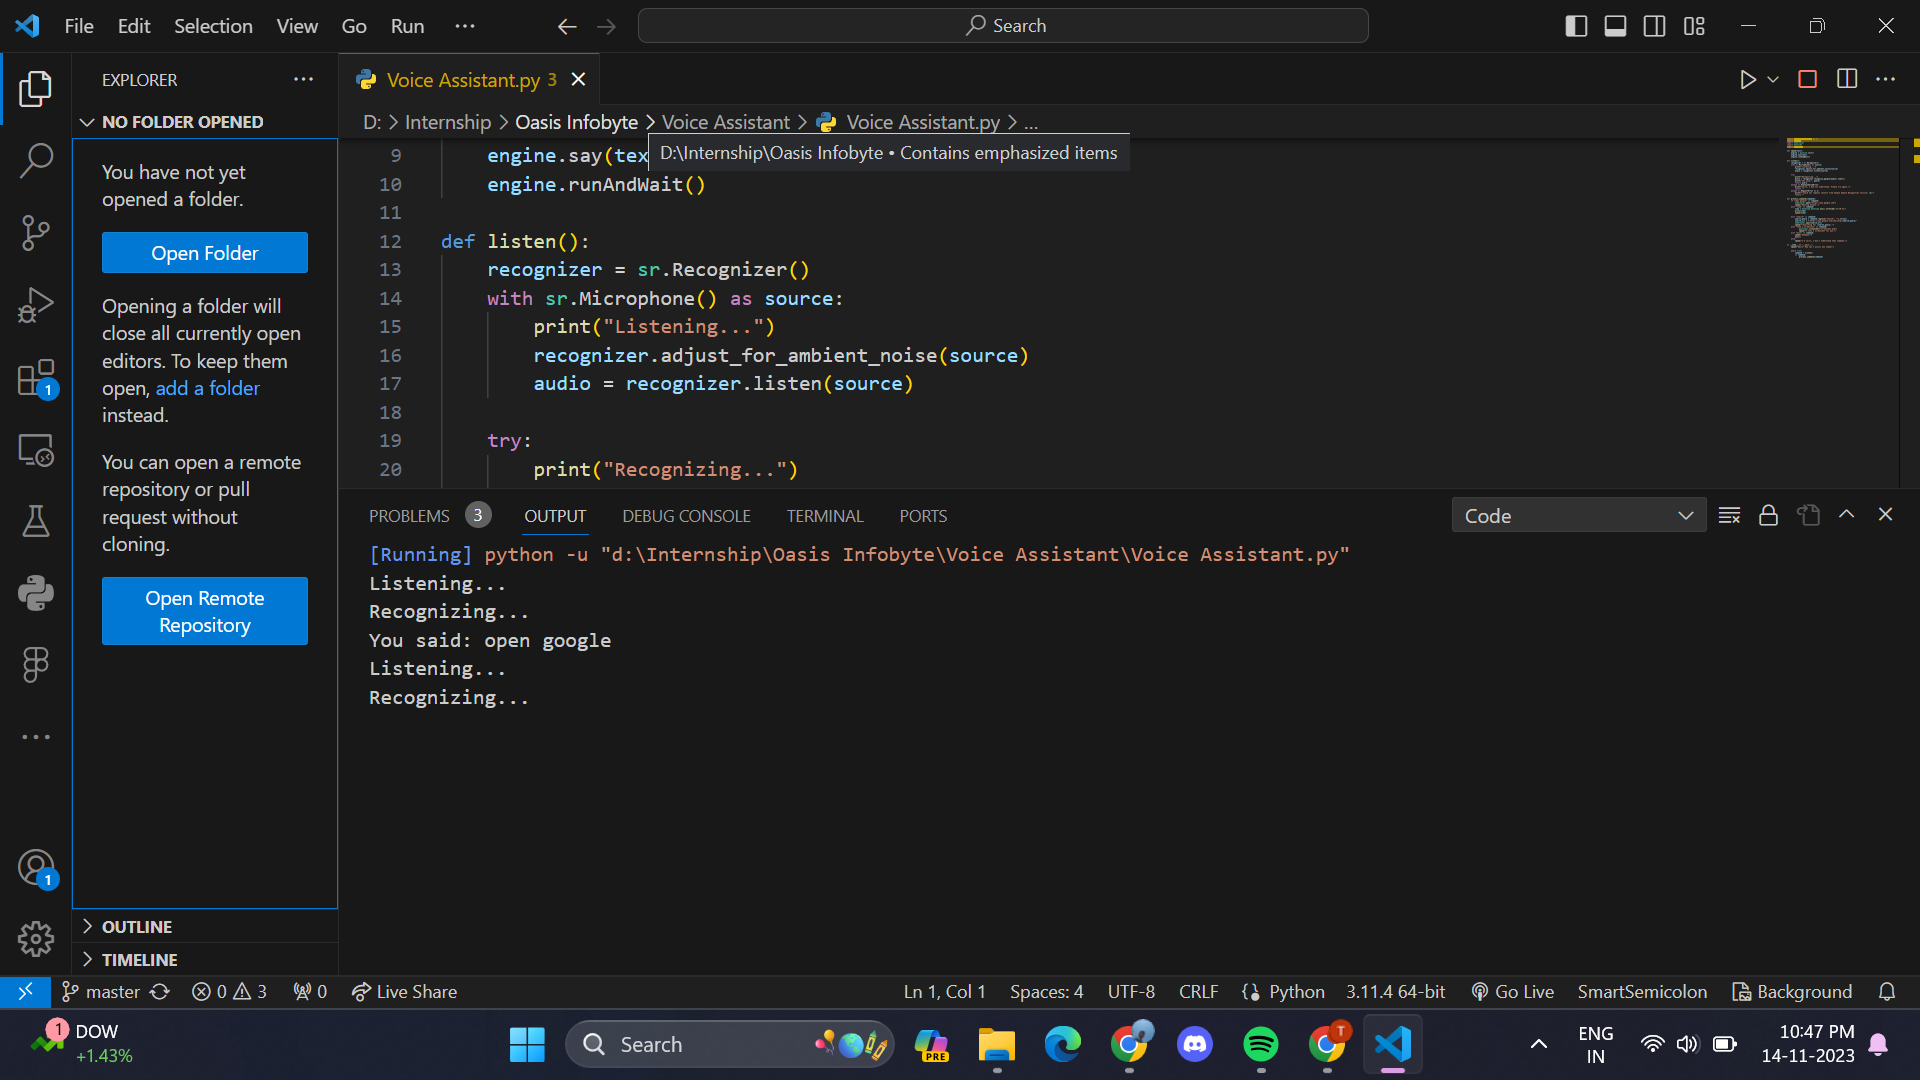 File Edit Selection View Go Run ...
Search
EXPLORER ...
NO FOLDER OPENED
You have not yet
opened a folder.
Open Folder
Opening a folder will
close all currently open
editors. To keep them
open, add a folder
instead.
You can open a remote
repository or pull
request without
cloning.
Open Remote
Repository
OUTLINE
TIMELINE
1
1
Voice Assistant.py 3
D: > Internship > Oasis Infobyte > Voice Assistant > Voice Assistant.py > ...
D:\Internship\Oasis Infobyte • Contains emphasized items
9 engine.say(tex
10 engine.runAndWait()
11
12 def listen():
13 recognizer = sr.Recognizer()
14 with sr.Microphone() as source:
15 print("Listening...")
16 recognizer.adjust_for_ambient_noise(source)
17 audio = recognizer.listen(source)
18
19 try:
20 print("Recognizing...")
PROBLEMS 3 OUTPUT DEBUG CONSOLE TERMINAL PORTS
Code
[Running] python -u "d:\Internship\Oasis Infobyte\Voice Assistant\Voice Assistant.py"
Listening...
Recognizing...
You said: open google
Listening...
Recognizing...
master 0 3 0 Live Share
Ln 1, Col 1 Spaces: 4 UTF-8 CRLF Python 3.11.4 64-bit Go Live SmartSemicolon Background
1 DOW
+1.43%
Search
PRE
T
ENG
IN
10:47 PM
14-11-2023